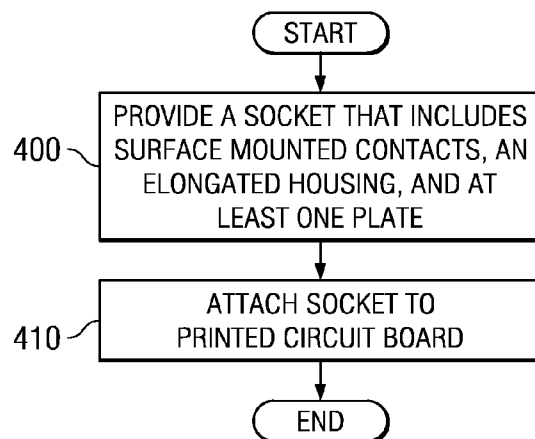 START
400
PROVIDE A SOCKET THAT INCLUDES
SURFACE MOUNTED CONTACTS, AN
ELONGATED HOUSING, AND AT
LEAST ONE PLATE
410
ATTACH SOCKET TO
PRINTED CIRCUIT BOARD
END